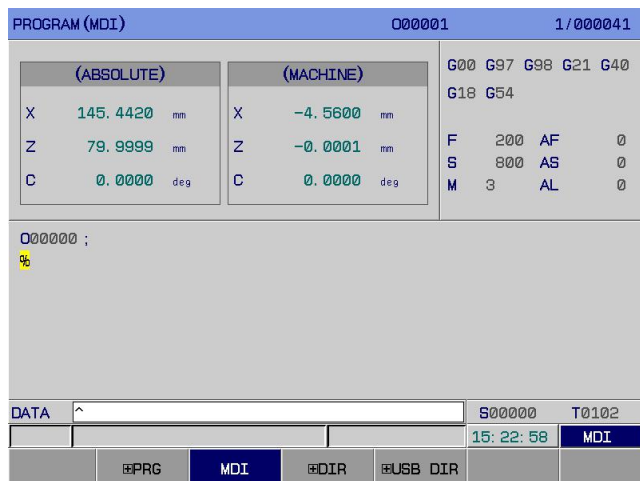 PROGRAM(MDI) O00001 1/000041
(ABSOLUTE) (MACHINE) G00 G97 G98 G21 G40
G18 G54
X 145.4420 mm X -4.5600 mm
Z 79.9999 mm Z -0.0001 mm F 200 AF 0
S 800 AS 0
C 0.0000 deg C 0.0000 deg M 3 AL 0
O00000 ;
%
DATA ^ S00000 T0102
15:22:58 MDI
⊞PRG MDI ⊞DIR ⊞USB DIR